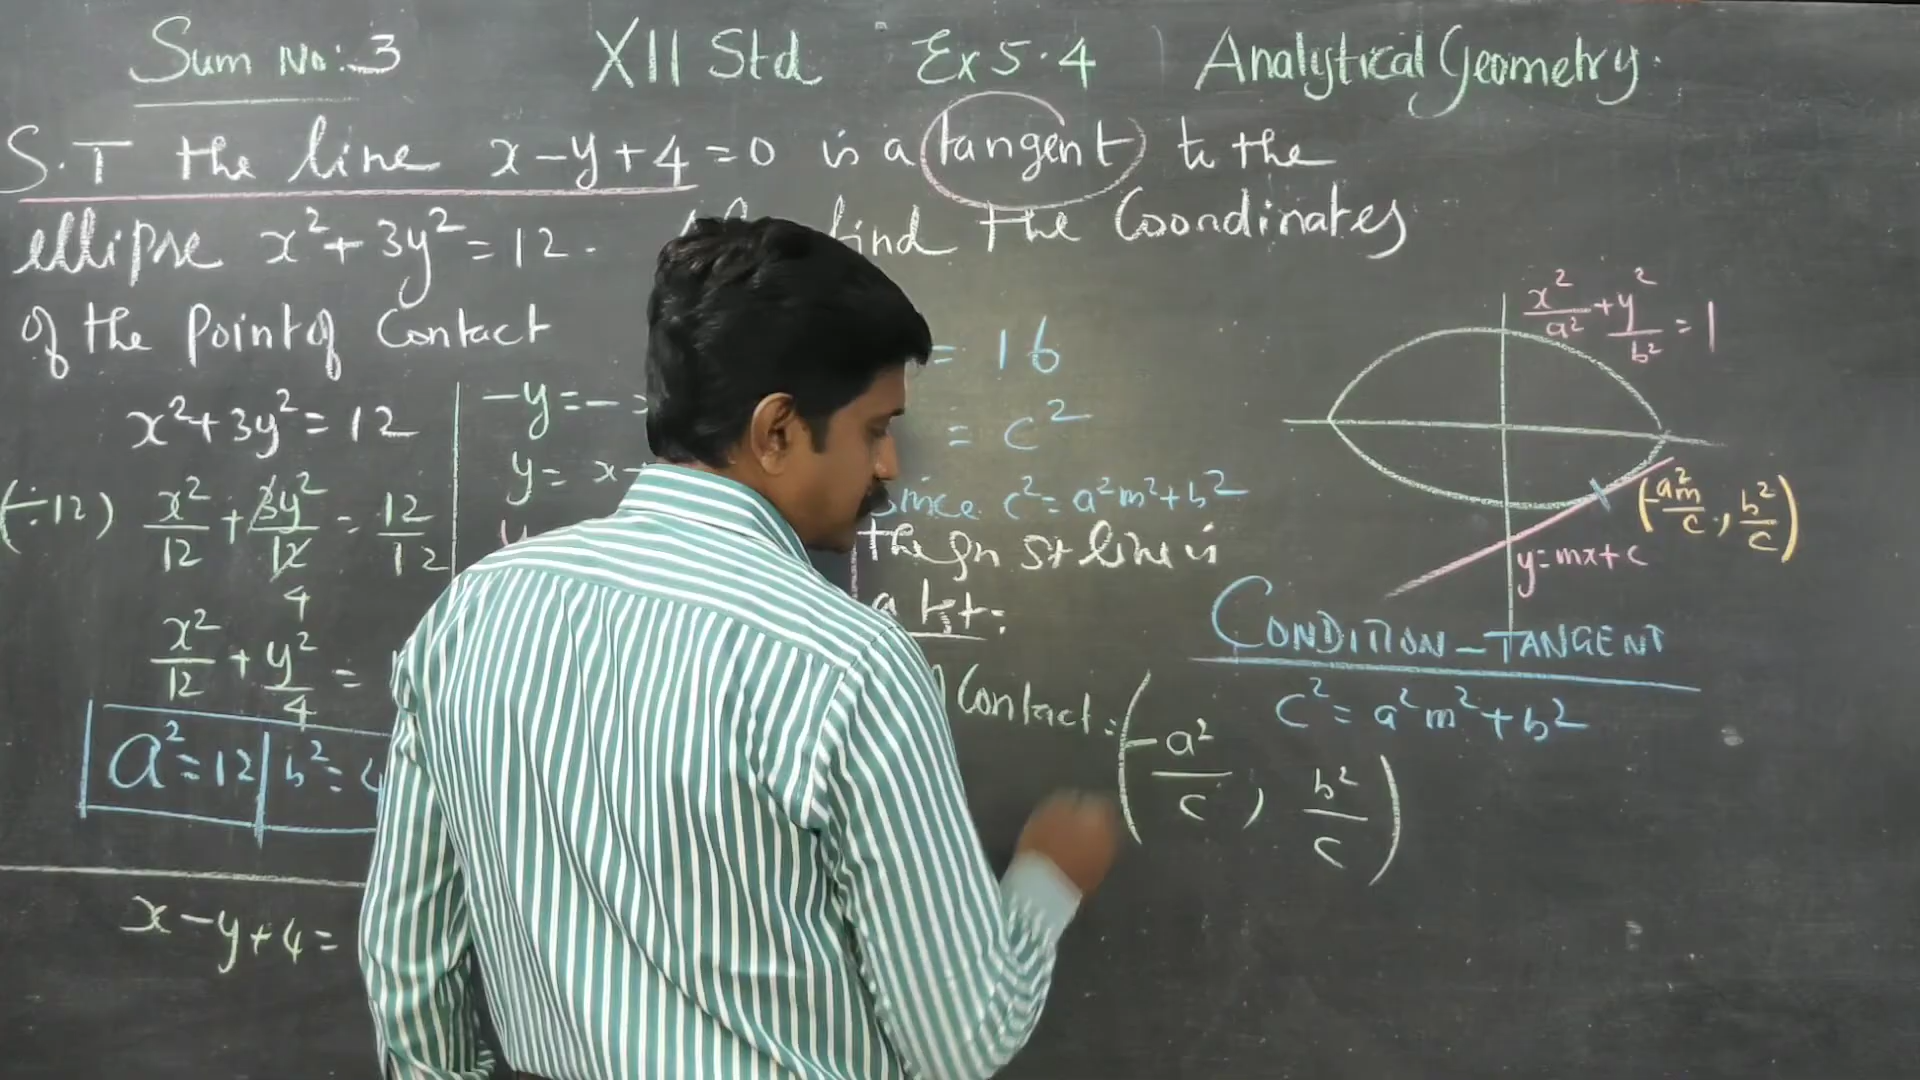 Sum No: 3 XII Std Ex 5.4 Analytical Geometry.
S.T the line x-y+4=0 is a tangent to the
ellipse x²+3y²=12. find the Coordinates
of the Point of Contact
x²+3y²=12
(÷12) x²/12 + 3y²/12 = 12/12
4
x²/12 + y²/4 =
a²=12 | b²=
x-y+4=
-y=-
y= x
= 16
= c²
Since c²=a²m²+b²
the gn st line is
a tgt.
Contact: (-a²/c, b²/c)
x²/a² + y²/b² = 1
(-a²m/c, b²/c)
y=mx+c
CONDITION-TANGENT
c²=a²m²+b²